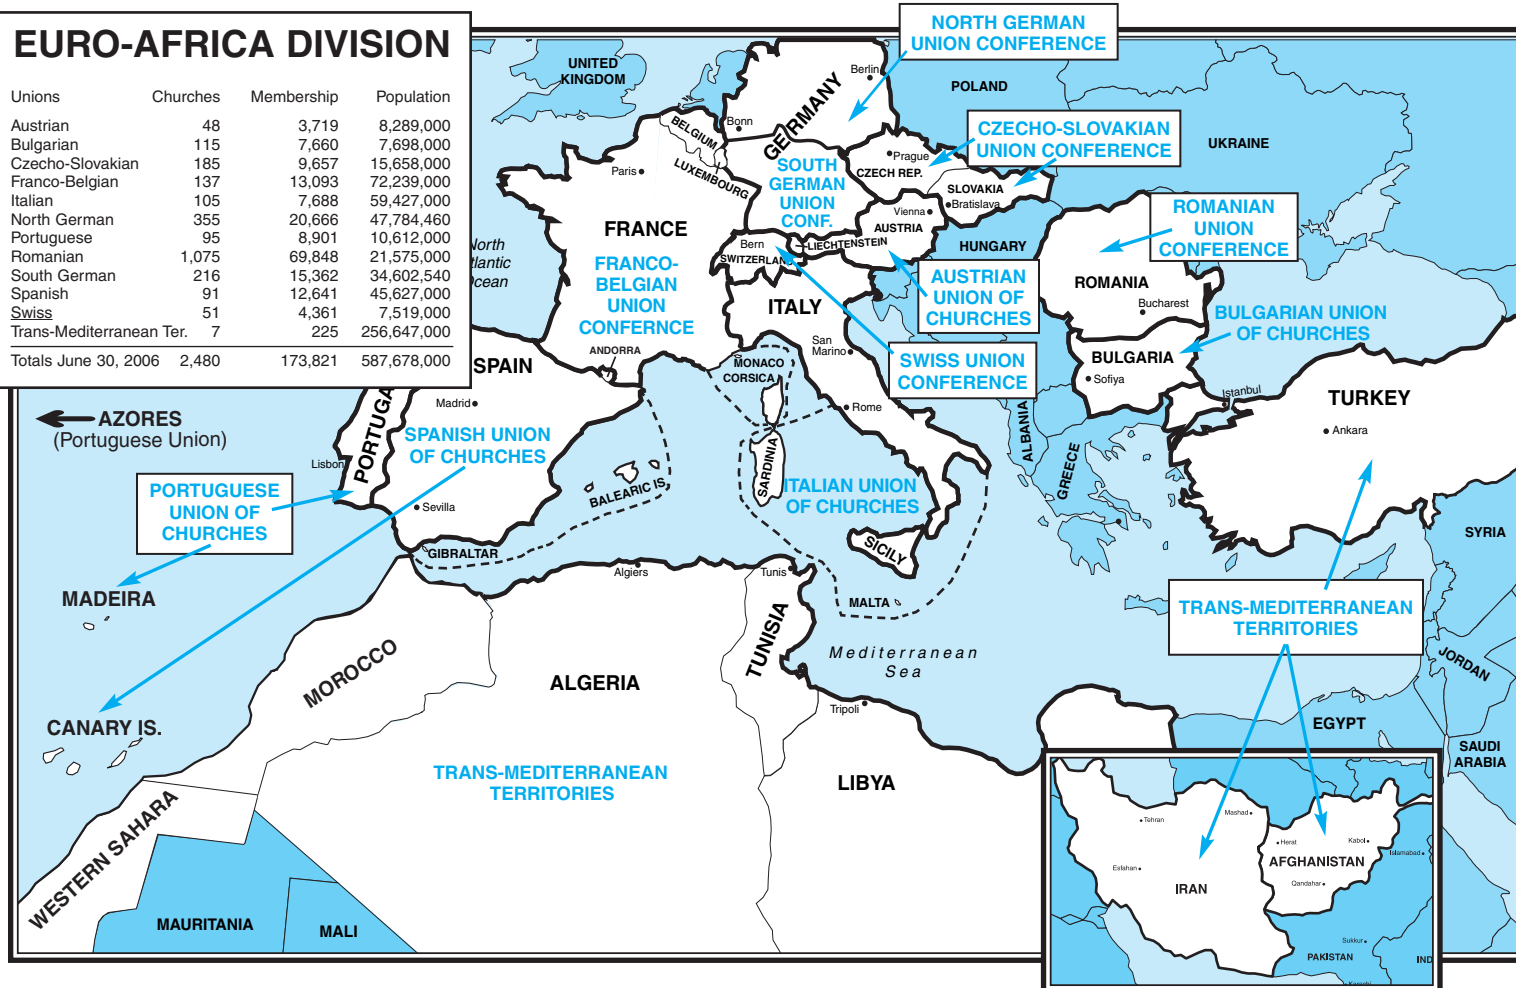 EURO-AFRICA DIVISION
Unions Churches Membership Population
Austrian 48 3,719 8,289,000
Bulgarian 115 7,660 7,698,000
Czecho-Slovakian 185 9,657 15,658,000
Franco-Belgian 137 13,093 72,239,000
Italian 105 7,688 59,427,000
North German 355 20,666 47,784,460
Portuguese 95 8,901 10,612,000
Romanian 1,075 69,848 21,575,000
South German 216 15,362 34,602,540
Spanish 91 12,641 45,627,000
Swiss 51 4,361 7,519,000
Trans-Mediterranean Ter. 7 225 256,647,000
Totals June 30, 2006 2,480 173,821 587,678,000
NORTH GERMAN
UNION CONFERENCE
UNITED
KINGDOM
Berlin
POLAND
GERMANY
Bonn
BELGIUM
LUXEMBOURG
Paris
CZECHO-SLOVAKIAN
UNION CONFERENCE
UKRAINE
Prague
CZECH REP.
SOUTH
GERMAN
UNION
CONF.
SLOVAKIA
Bratislava
Vienna
AUSTRIA
ROMANIAN
UNION
CONFERENCE
FRANCE
North
Atlantic
Ocean
Bern
SWITZERLAND
LIECHTENSTEIN
HUNGARY
FRANCO-
BELGIAN
UNION
CONFERNCE
AUSTRIAN
UNION OF
CHURCHES
ROMANIA
Bucharest
ITALY
BULGARIAN UNION
OF CHURCHES
San
Marino
ANDORRA
MONACO
CORSICA
SWISS UNION
CONFERENCE
BULGARIA
Sofiya
SPAIN
Madrid
Istanbul
TURKEY
Ankara
AZORES
(Portuguese Union)
PORTUGAL
Rome
ALBANIA
GREECE
SPANISH UNION
OF CHURCHES
Lisbon
SARDINIA
PORTUGUESE
UNION OF
CHURCHES
BALEARIC IS.
ITALIAN UNION
OF CHURCHES
Sevilla
SYRIA
GIBRALTAR
SICILY
Algiers
Tunis
MADEIRA
MALTA
TRANS-MEDITERRANEAN
TERRITORIES
TUNISIA
Mediterranean
Sea
MOROCCO
JORDAN
ALGERIA
Tripoli
CANARY IS.
EGYPT
SAUDI
ARABIA
TRANS-MEDITERRANEAN
TERRITORIES
LIBYA
WESTERN SAHARA
MAURITANIA
MALI
Tehran
Mashad
Herat
Kabol
Islamabad
AFGHANISTAN
Esfahan
Qandahar
IRAN
Sukkur
PAKISTAN
IND
Karachi